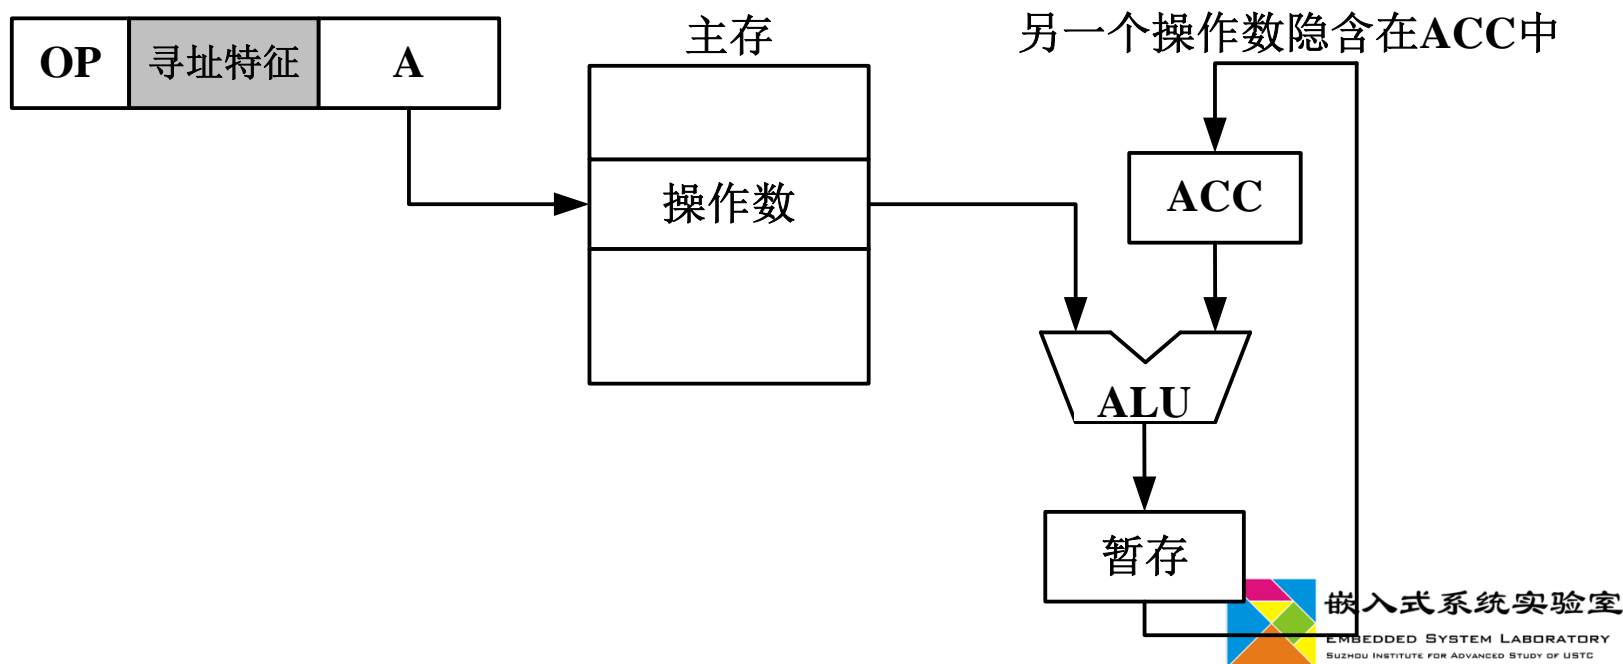 另一个操作数隐含在ACC中
主存
OP 寻址特征 A
操作数
ACC
ALU
暂存
嵌入式系统实验室
EMBEDDED SYSTEM LABORATORY
SUZHOU INSTITUTE FOR ADVANCED STUDY OF USTC